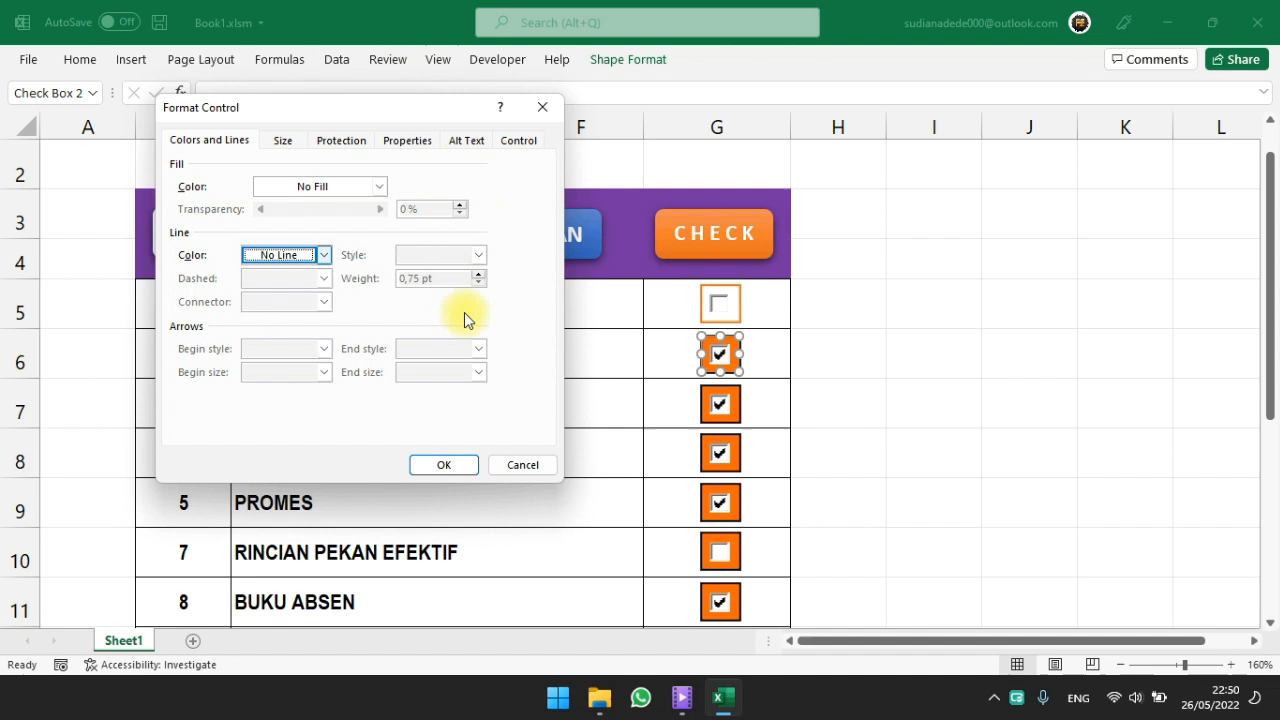 AutoSave Off Book1.xlsm Search (Alt+Q) sudianadede000@outlook.com
File Home Insert Page Layout Formulas Data Review View Developer Help Shape Format Comments Share
Check Box 2
Format Control ?
A F G H I J K L
Colors and Lines Size Protection Properties Alt Text Control
Fill
Color: No Fill
Transparency: 0 %
Line
Color: No Line Style:
Dashed: Weight: 0,75 pt
Connector:
Arrows
Begin style: End style:
Begin size: End size:
OK Cancel
2
3
4
AN CHECK
5
6
7
8
9 5 PROMES
10 7 RINCIAN PEKAN EFEKTIF
11 8 BUKU ABSEN
Sheet1
Ready Accessibility: Investigate 160%
ENG 22:50
26/05/2022